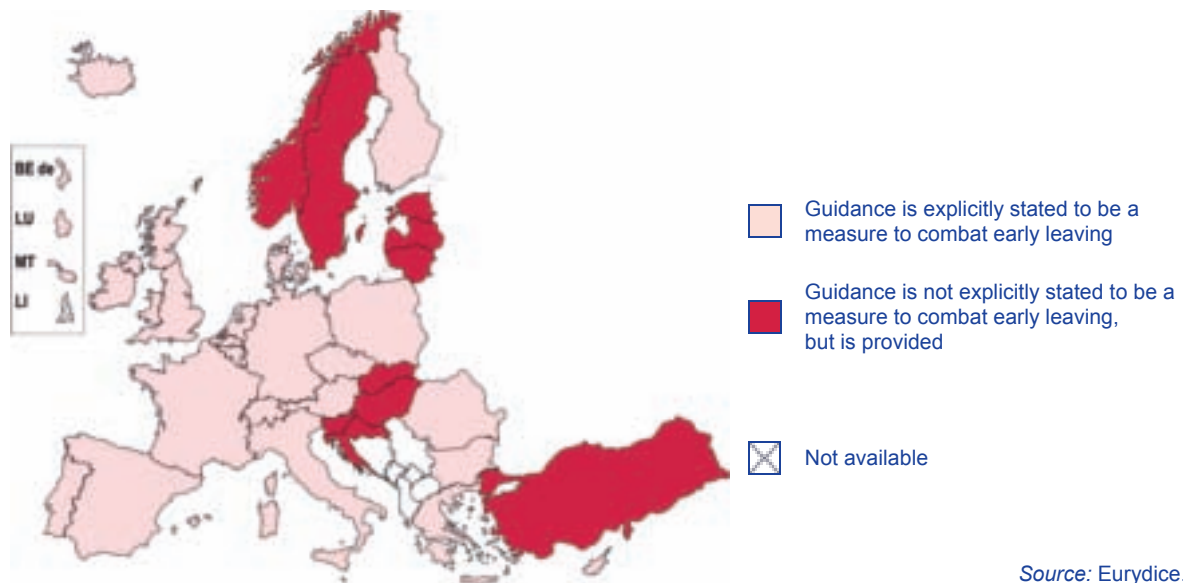 BE de
LU
MT
LI
Guidance is explicitly stated to be a
measure to combat early leaving
Guidance is not explicitly stated to be a
measure to combat early leaving,
but is provided
Not available
Source: Eurydice